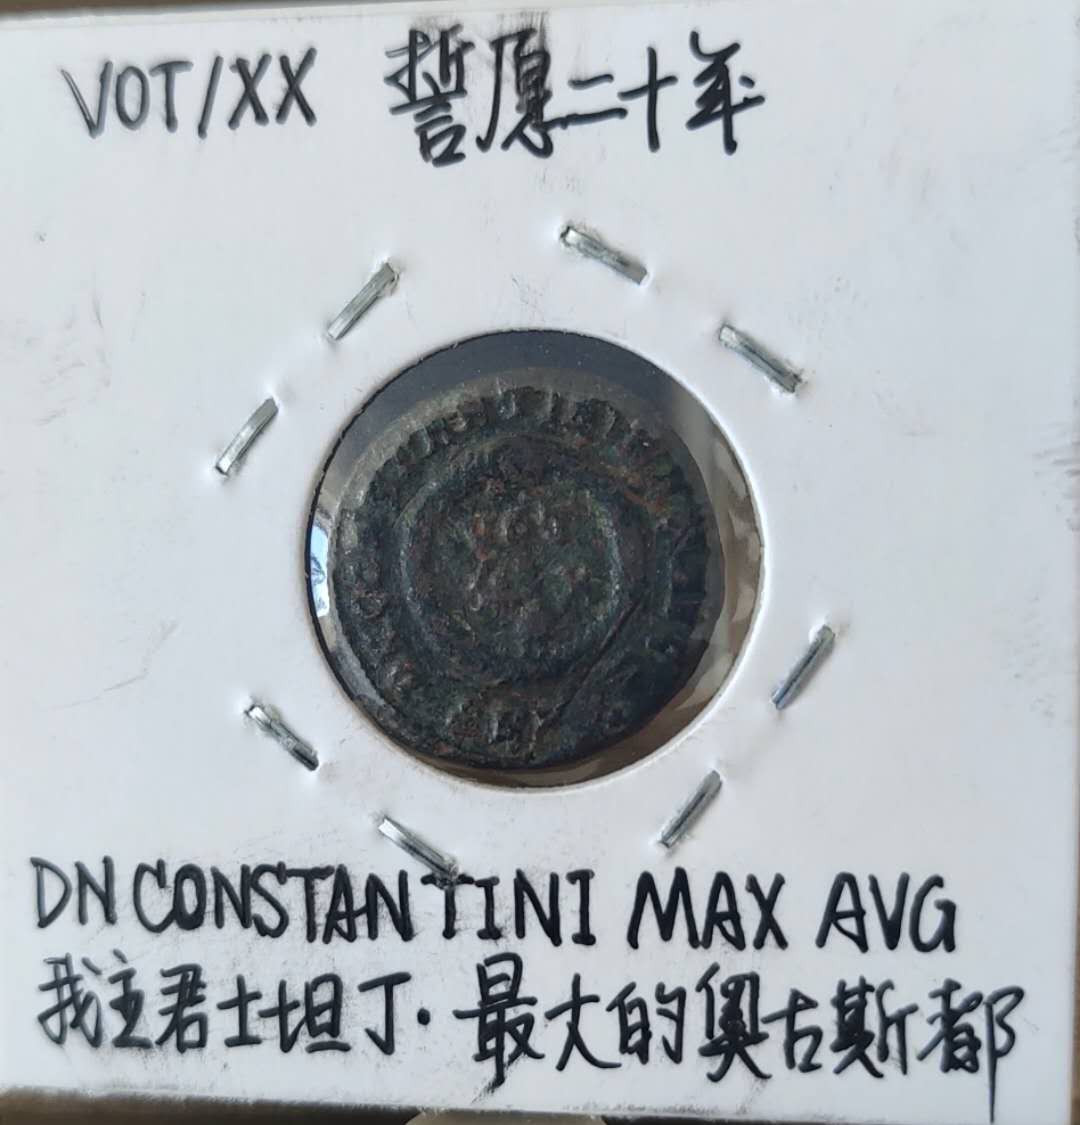 VOT/XX 誓愿二十年
DN CONSTANTINI MAX AVG
我主君士坦丁·最大的奥古斯都